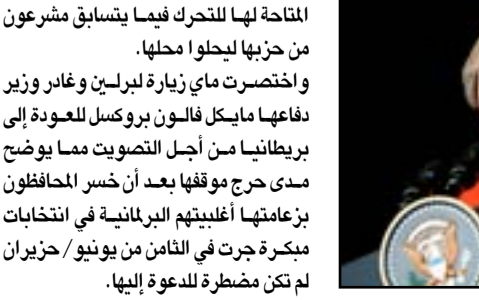 المتاحة لها للتحرك فيما يتسابق مشرعون
من حزبها ليحلوا محلها.
واختصرت ماي زيارة لبرلين وغادر وزير
دفاعها مايكل فالون بروكسل للعودة إلى
بريطانيا من أجل التصويت مما يوضح
مدى حرج موقفها بعد أن خسر المحافظون
بزعامتها أغلبيتهم البرلمانية في انتخابات
مبكرة جرت في الثامن من يونيو/ حزيران
لم تكن مضطرة للدعوة إليها.